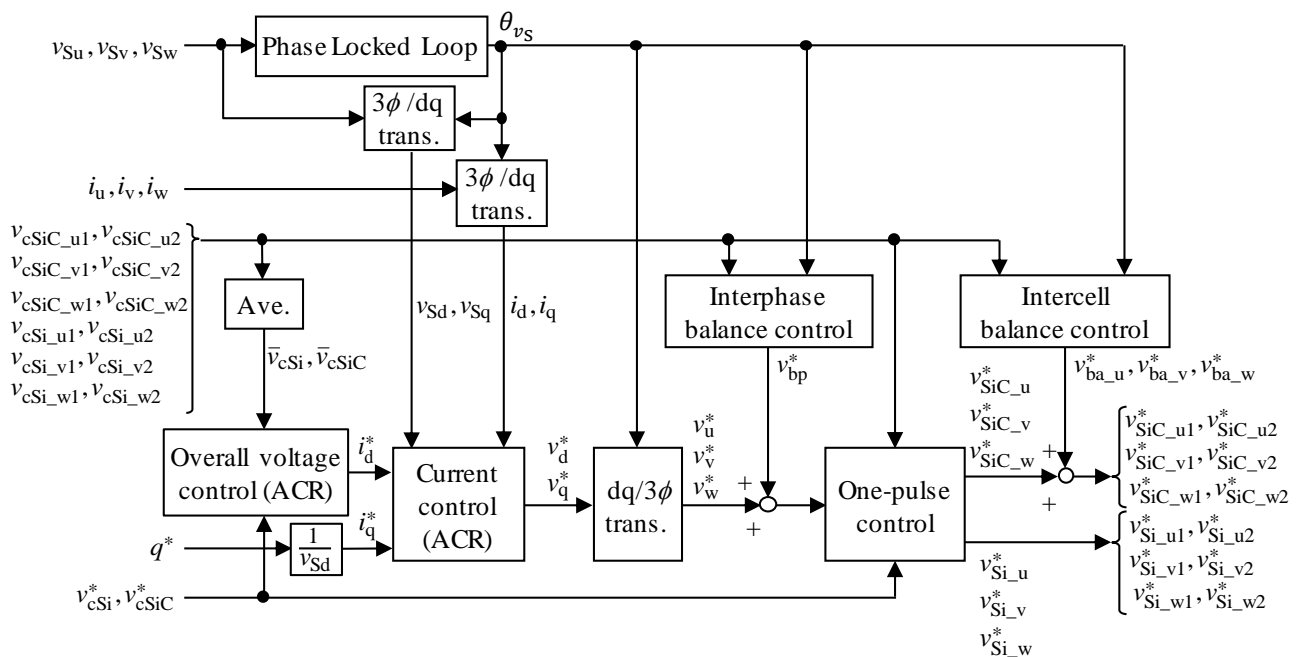 v_Su, v_Sv, v_Sw
Phase Locked Loop
θ_v_S
3ϕ /dq
trans.
i_u, i_v, i_w
3ϕ /dq
trans.
v_cSiC_u1, v_cSiC_u2
v_cSiC_v1, v_cSiC_v2
v_cSiC_w1, v_cSiC_w2
v_cSi_u1, v_cSi_u2
v_cSi_v1, v_cSi_v2
v_cSi_w1, v_cSi_w2
Ave.
v̄_cSi, v̄_cSiC
v_Sd, v_Sq
i_d, i_q
Interphase
balance control
v*_bp
Intercell
balance control
v*_ba_u, v*_ba_v, v*_ba_w
Overall voltage
control (ACR)
i*_d
q*
1
v_Sd
i*_q
v*_cSi, v*_cSiC
Current
control
(ACR)
v*_d
v*_q
dq/3ϕ
trans.
v*_u
v*_v
v*_w
+
+
One-pulse
control
v*_SiC_u
v*_SiC_v
v*_SiC_w
+
+
v*_SiC_u1, v*_SiC_u2
v*_SiC_v1, v*_SiC_v2
v*_SiC_w1, v*_SiC_w2
v*_Si_u
v*_Si_v
v*_Si_w
v*_Si_u1, v*_Si_u2
v*_Si_v1, v*_Si_v2
v*_Si_w1, v*_Si_w2